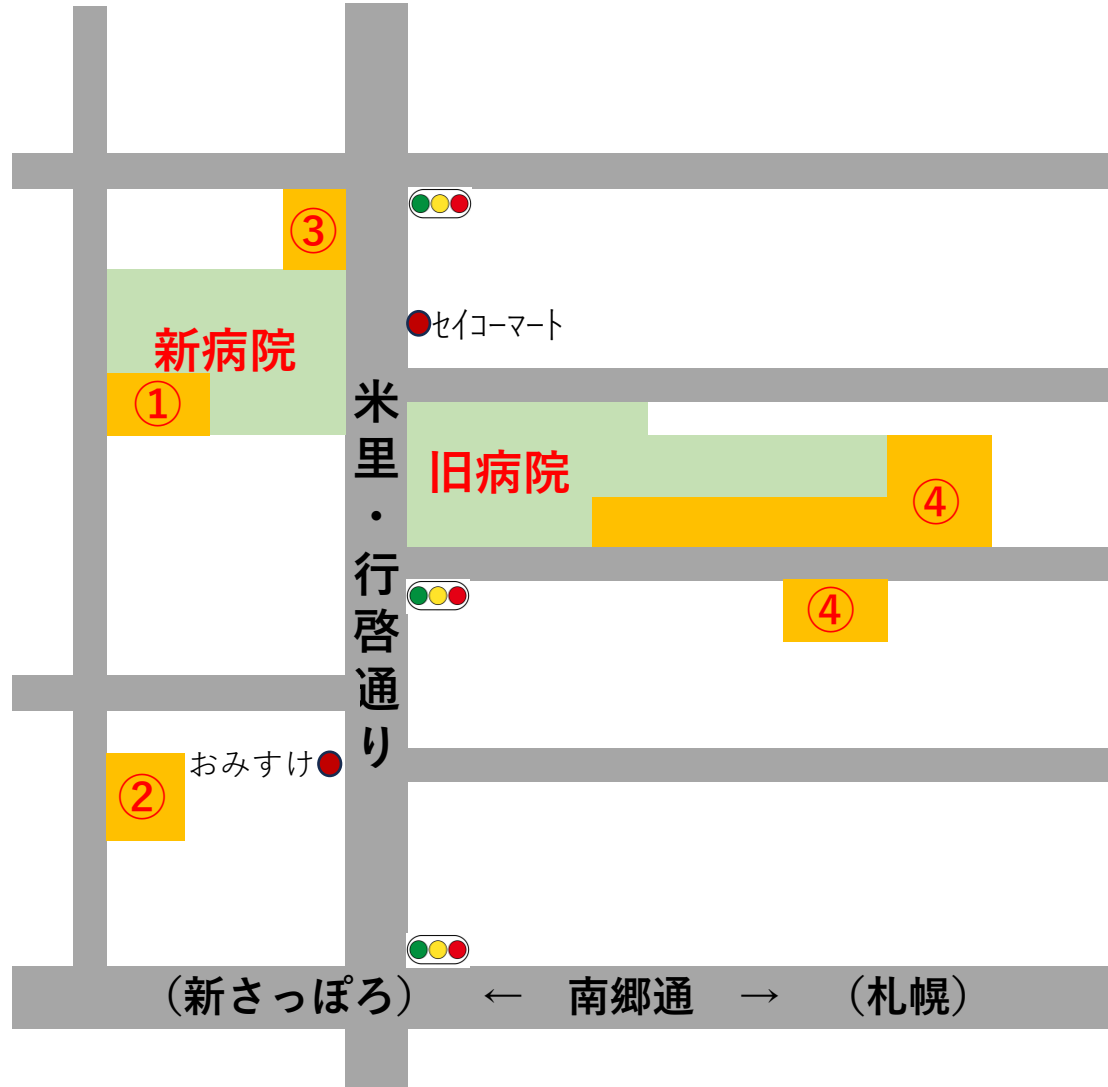 ③
セイコーマート
新病院
①
米里・行啓通り
旧病院
④
④
おみすけ
②
（新さっぽろ） ← 南郷通 → （札幌）